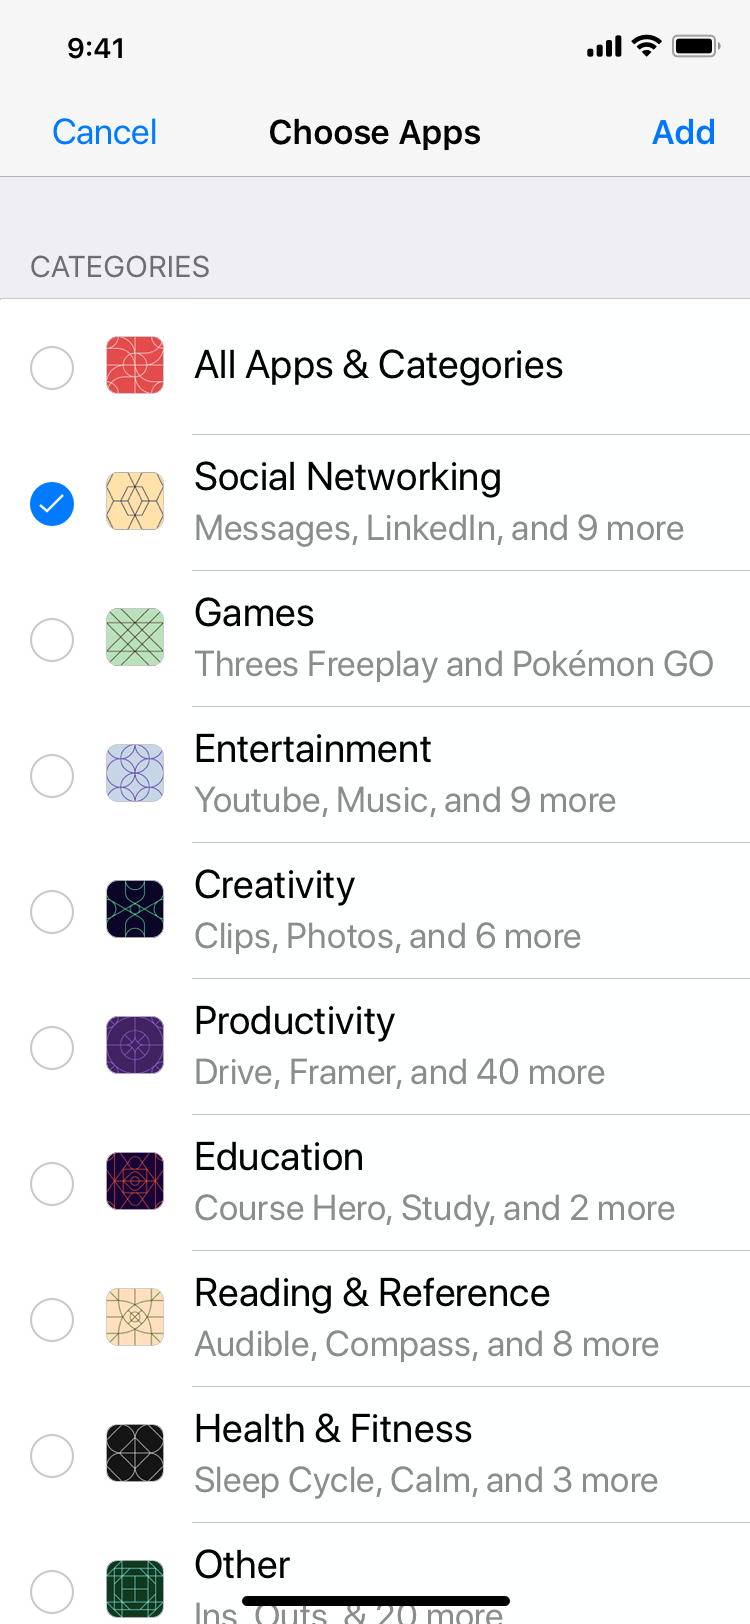 9:41
Cancel Choose Apps Add
CATEGORIES
All Apps & Categories
Social Networking
Messages, LinkedIn, and 9 more
Games
Threes Freeplay and Pokémon GO
Entertainment
Youtube, Music, and 9 more
Creativity
Clips, Photos, and 6 more
Productivity
Drive, Framer, and 40 more
Education
Course Hero, Study, and 2 more
Reading & Reference
Audible, Compass, and 8 more
Health & Fitness
Sleep Cycle, Calm, and 3 more
Other
Ins, Outs, & 20 more